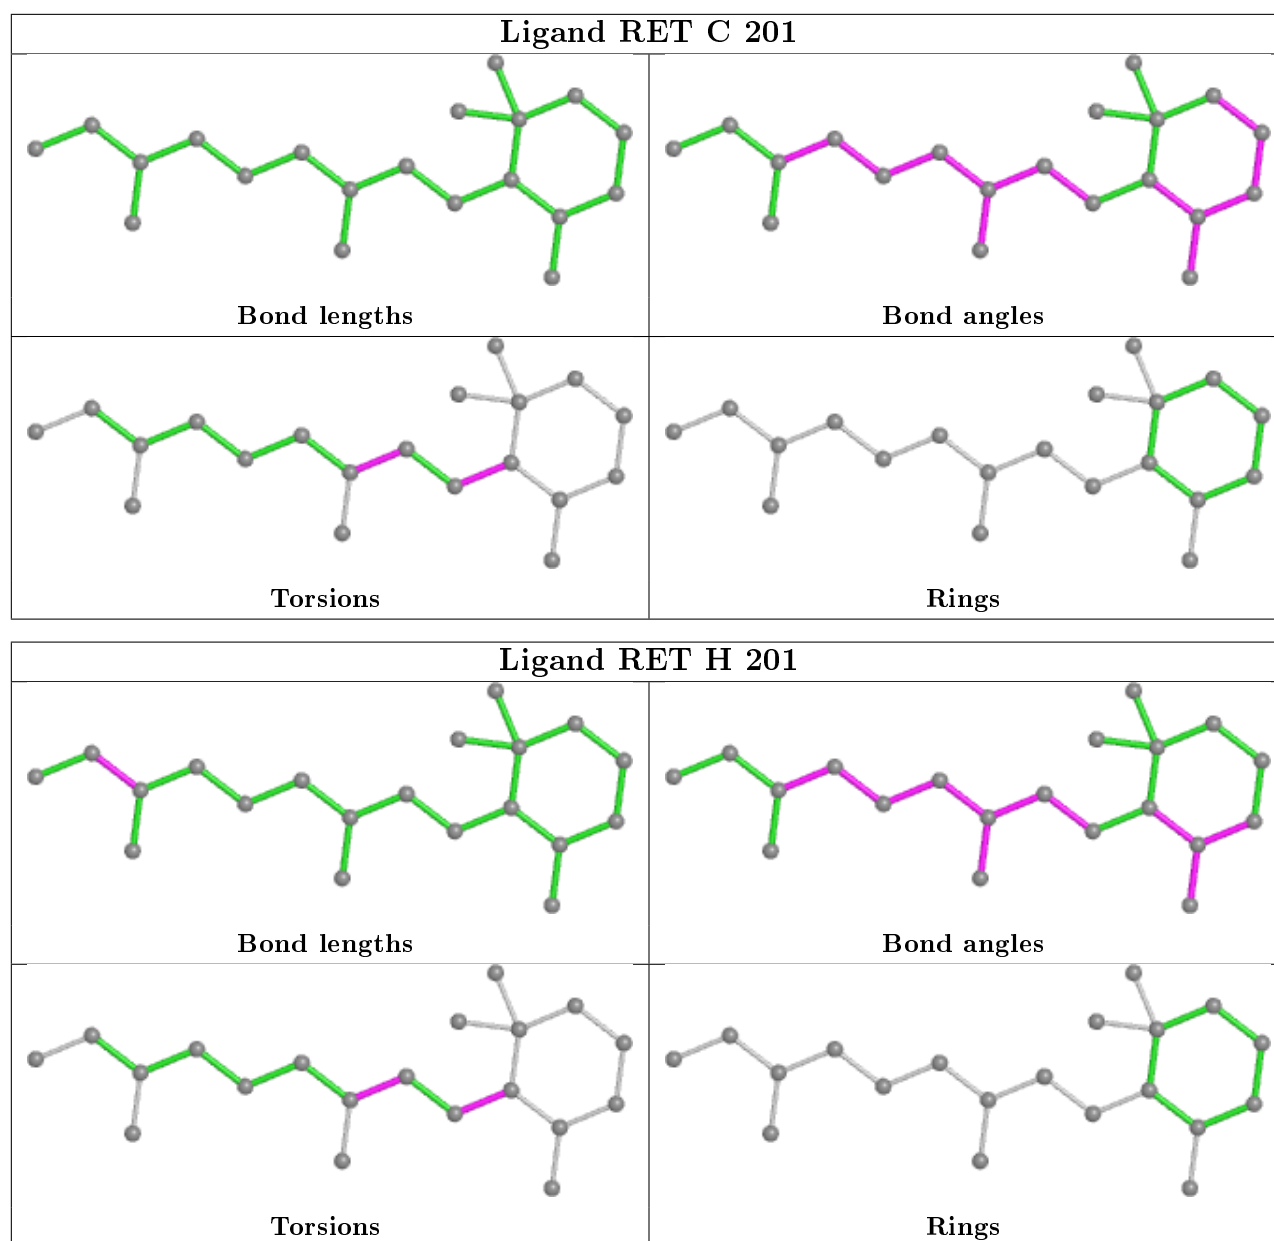 Ligand RET C 201
Bond lengths
Bond angles
Torsions
Rings
Ligand RET H 201
Bond lengths
Bond angles
Torsions
Rings